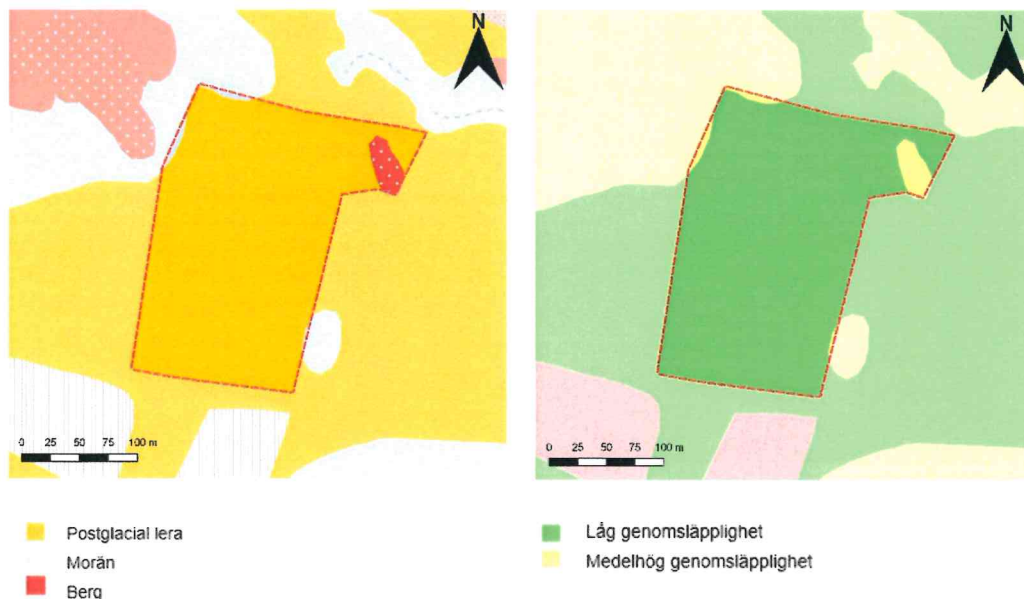 N
0 25 50 75 100 m
Postglacial lera
Morän
Berg
N
0 25 50 75 100 m
Låg genomsläpplighet
Medelhög genomsläpplighet